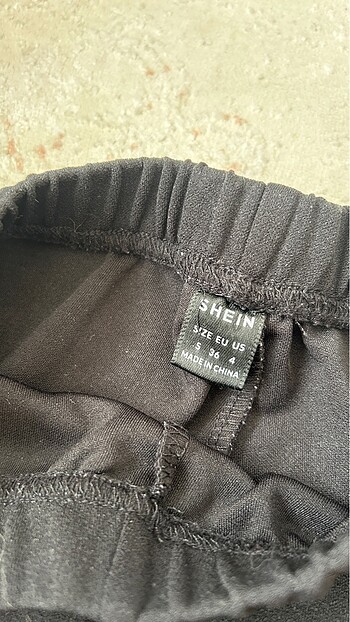 SHEIN
SIZE EU US
S 36 4
MADE IN CHINA